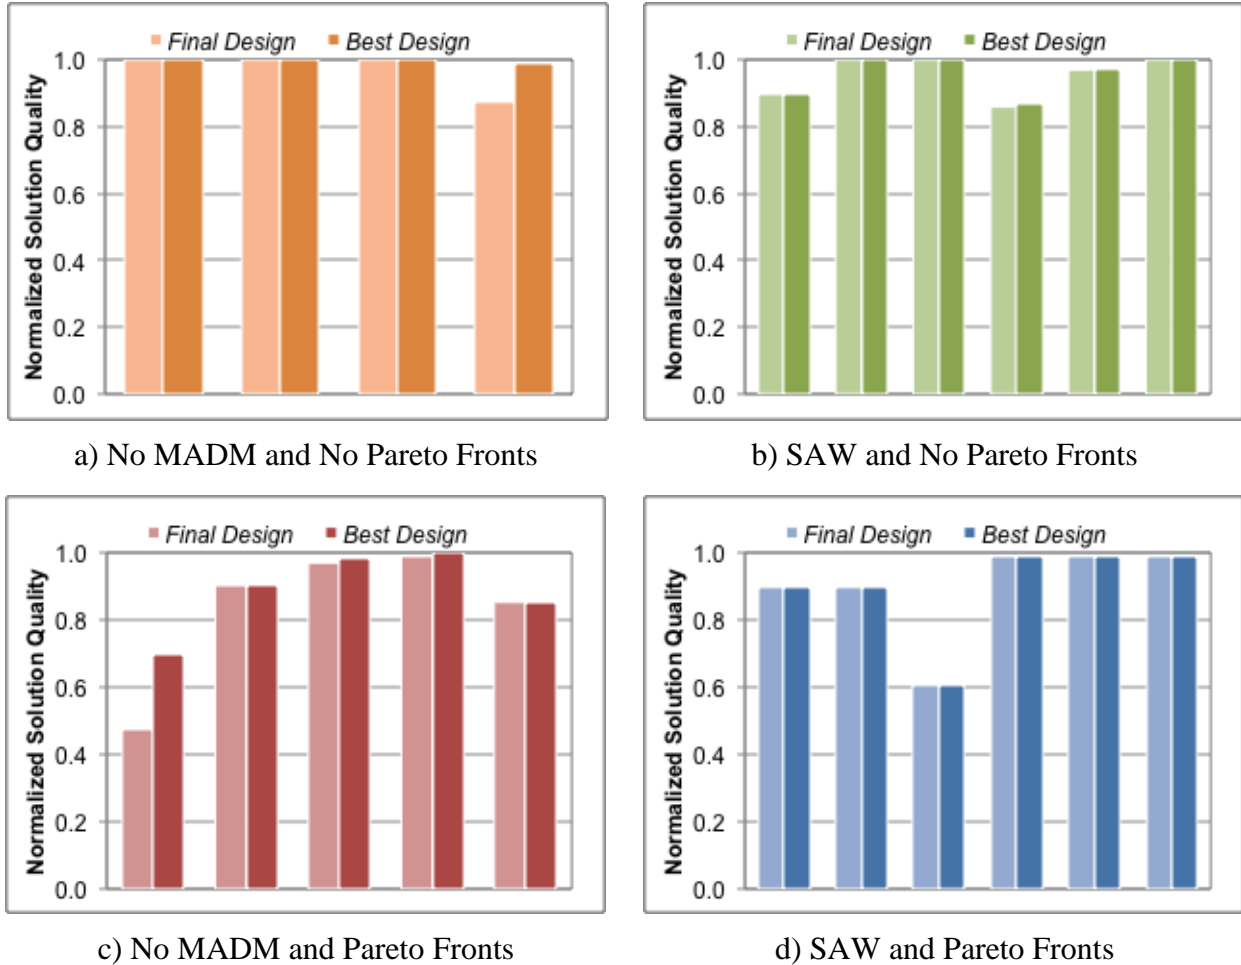 Final Design Best Design
Normalized Solution Quality
1.0
0.8
0.6
0.4
0.2
0.0
a) No MADM and No Pareto Fronts
Final Design Best Design
Normalized Solution Quality
1.0
0.8
0.6
0.4
0.2
0.0
b) SAW and No Pareto Fronts
Final Design Best Design
Normalized Solution Quality
1.0
0.8
0.6
0.4
0.2
0.0
c) No MADM and Pareto Fronts
Final Design Best Design
Normalized Solution Quality
1.0
0.8
0.6
0.4
0.2
0.0
d) SAW and Pareto Fronts